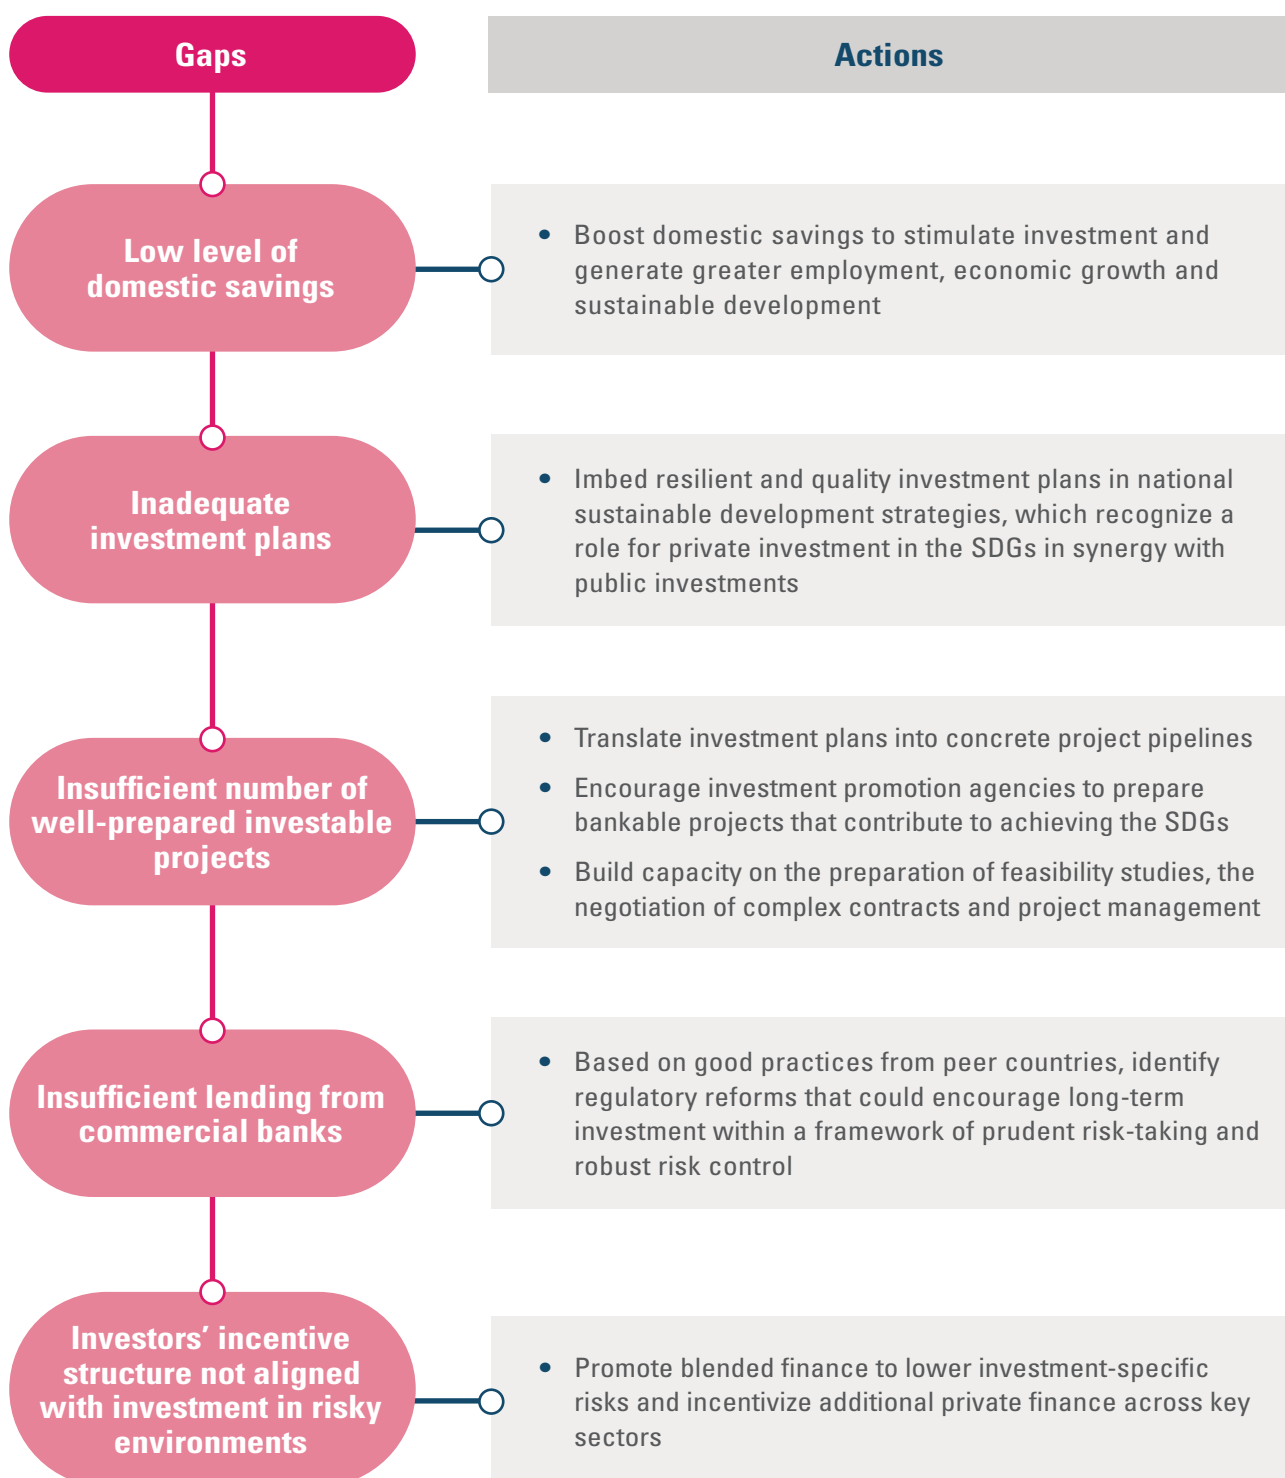 Gaps
Actions
Low level of
domestic savings
• Boost domestic savings to stimulate investment and
generate greater employment, economic growth and
sustainable development
Inadequate
investment plans
• Imbed resilient and quality investment plans in national
sustainable development strategies, which recognize a
role for private investment in the SDGs in synergy with
public investments
Insufficient number of
well-prepared investable
projects
• Translate investment plans into concrete project pipelines
• Encourage investment promotion agencies to prepare
bankable projects that contribute to achieving the SDGs
• Build capacity on the preparation of feasibility studies, the
negotiation of complex contracts and project management
Insufficient lending from
commercial banks
• Based on good practices from peer countries, identify
regulatory reforms that could encourage long-term
investment within a framework of prudent risk-taking and
robust risk control
Investors’ incentive
structure not aligned
with investment in risky
environments
• Promote blended finance to lower investment-specific
risks and incentivize additional private finance across key
sectors